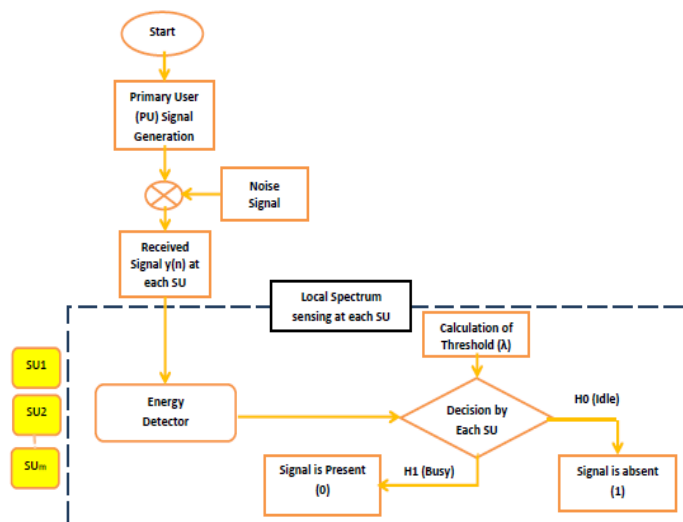 Start
Primary User
(PU) Signal
Generation
Noise
Signal
Received
Signal y(n) at
each SU
Local Spectrum
sensing at each SU
Calculation of
Threshold (λ)
SU1
SU2
SUm
Energy
Detector
Decision by
Each SU
H0 (Idle)
H1 (Busy)
Signal is Present
(0)
Signal is absent
(1)